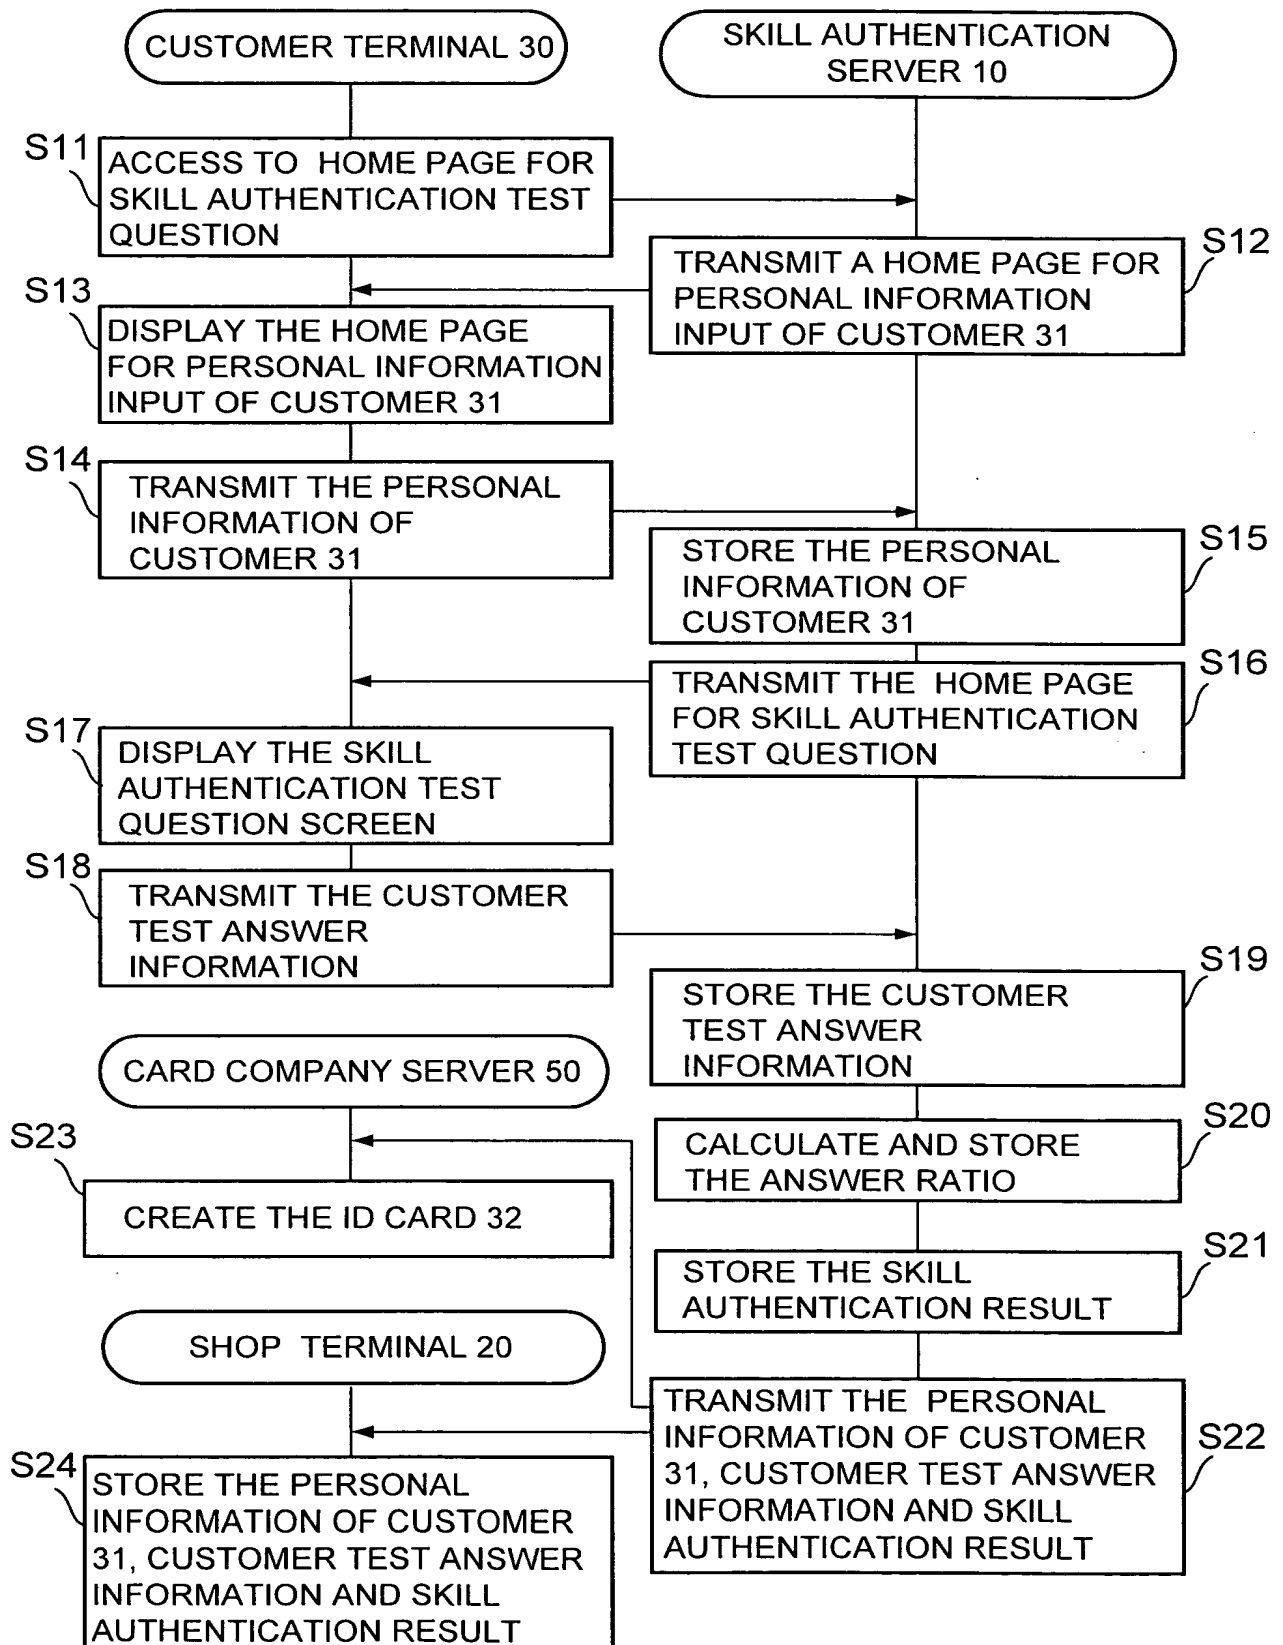 CUSTOMER TERMINAL 30
SKILL AUTHENTICATION
SERVER 10
S11
ACCESS TO HOME PAGE FOR
SKILL AUTHENTICATION TEST
QUESTION
S12
TRANSMIT A HOME PAGE FOR
PERSONAL INFORMATION
INPUT OF CUSTOMER 31
S13
DISPLAY THE HOME PAGE
FOR PERSONAL INFORMATION
INPUT OF CUSTOMER 31
S14
TRANSMIT THE PERSONAL
INFORMATION OF
CUSTOMER 31
S15
STORE THE PERSONAL
INFORMATION OF
CUSTOMER 31
S16
TRANSMIT THE HOME PAGE
FOR SKILL AUTHENTICATION
TEST QUESTION
S17
DISPLAY THE SKILL
AUTHENTICATION TEST
QUESTION SCREEN
S18
TRANSMIT THE CUSTOMER
TEST ANSWER
INFORMATION
S19
STORE THE CUSTOMER
TEST ANSWER
INFORMATION
CARD COMPANY SERVER 50
S20
CALCULATE AND STORE
THE ANSWER RATIO
S23
CREATE THE ID CARD 32
S21
STORE THE SKILL
AUTHENTICATION RESULT
SHOP TERMINAL 20
S22
TRANSMIT THE PERSONAL
INFORMATION OF CUSTOMER
31, CUSTOMER TEST ANSWER
INFORMATION AND SKILL
AUTHENTICATION RESULT
S24
STORE THE PERSONAL
INFORMATION OF CUSTOMER
31, CUSTOMER TEST ANSWER
INFORMATION AND SKILL
AUTHENTICATION RESULT